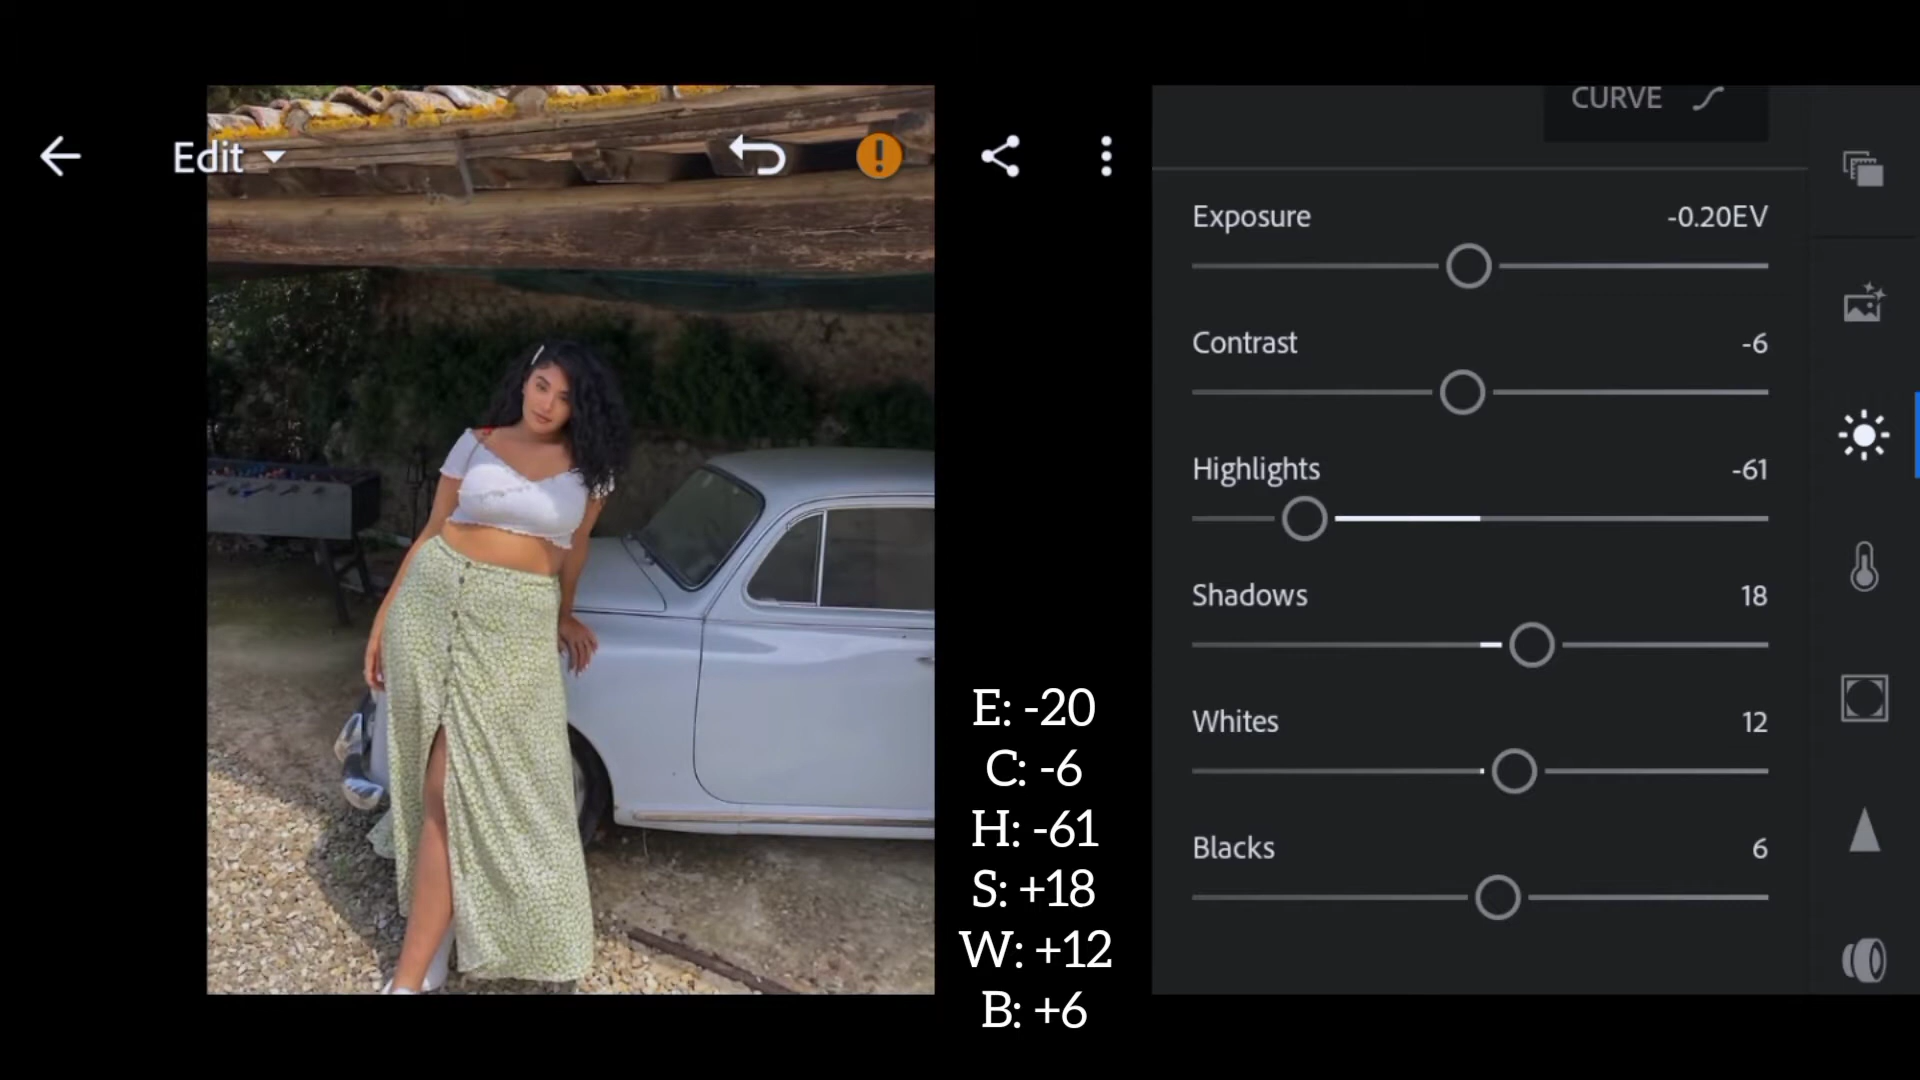 Edit
CURVE
Exposure -0.20EV
Contrast -6
Highlights -61
Shadows 18
Whites 12
Blacks 6
E: -20
C: -6
H: -61
S: +18
W: +12
B: +6